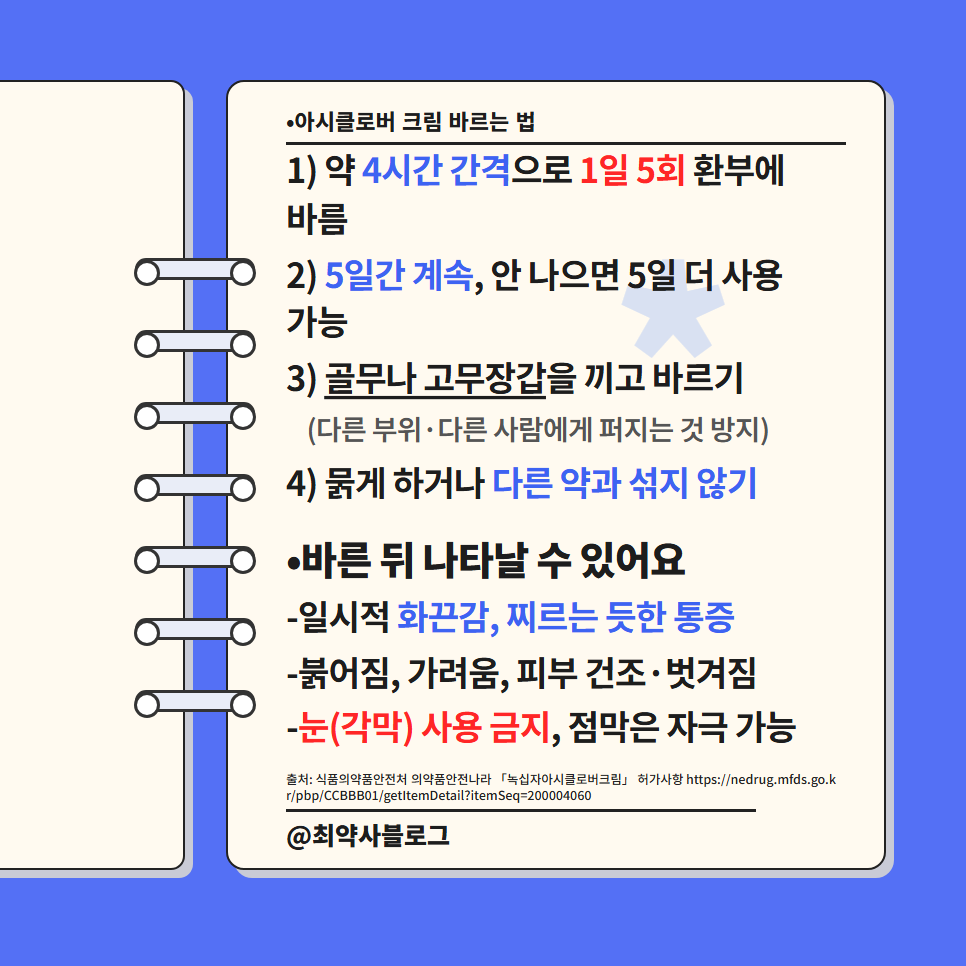 •아시클로버 크림 바르는 법
1) 약 4시간 간격으로 1일 5회 환부에
바름
2) 5일간 계속, 안 나으면 5일 더 사용
가능
3) 골무나 고무장갑을 끼고 바르기
(다른 부위·다른 사람에게 퍼지는 것 방지)
4) 묽게 하거나 다른 약과 섞지 않기
•바른 뒤 나타날 수 있어요
-일시적 화끈감, 찌르는 듯한 통증
-붉어짐, 가려움, 피부 건조·벗겨짐
-눈(각막) 사용 금지, 점막은 자극 가능
출처: 식품의약품안전처 의약품안전나라 「녹십자아시클로버크림」 허가사항 https://nedrug.mfds.go.k
r/pbp/CCBBB01/getItemDetail?itemSeq=200004060
@최약사블로그